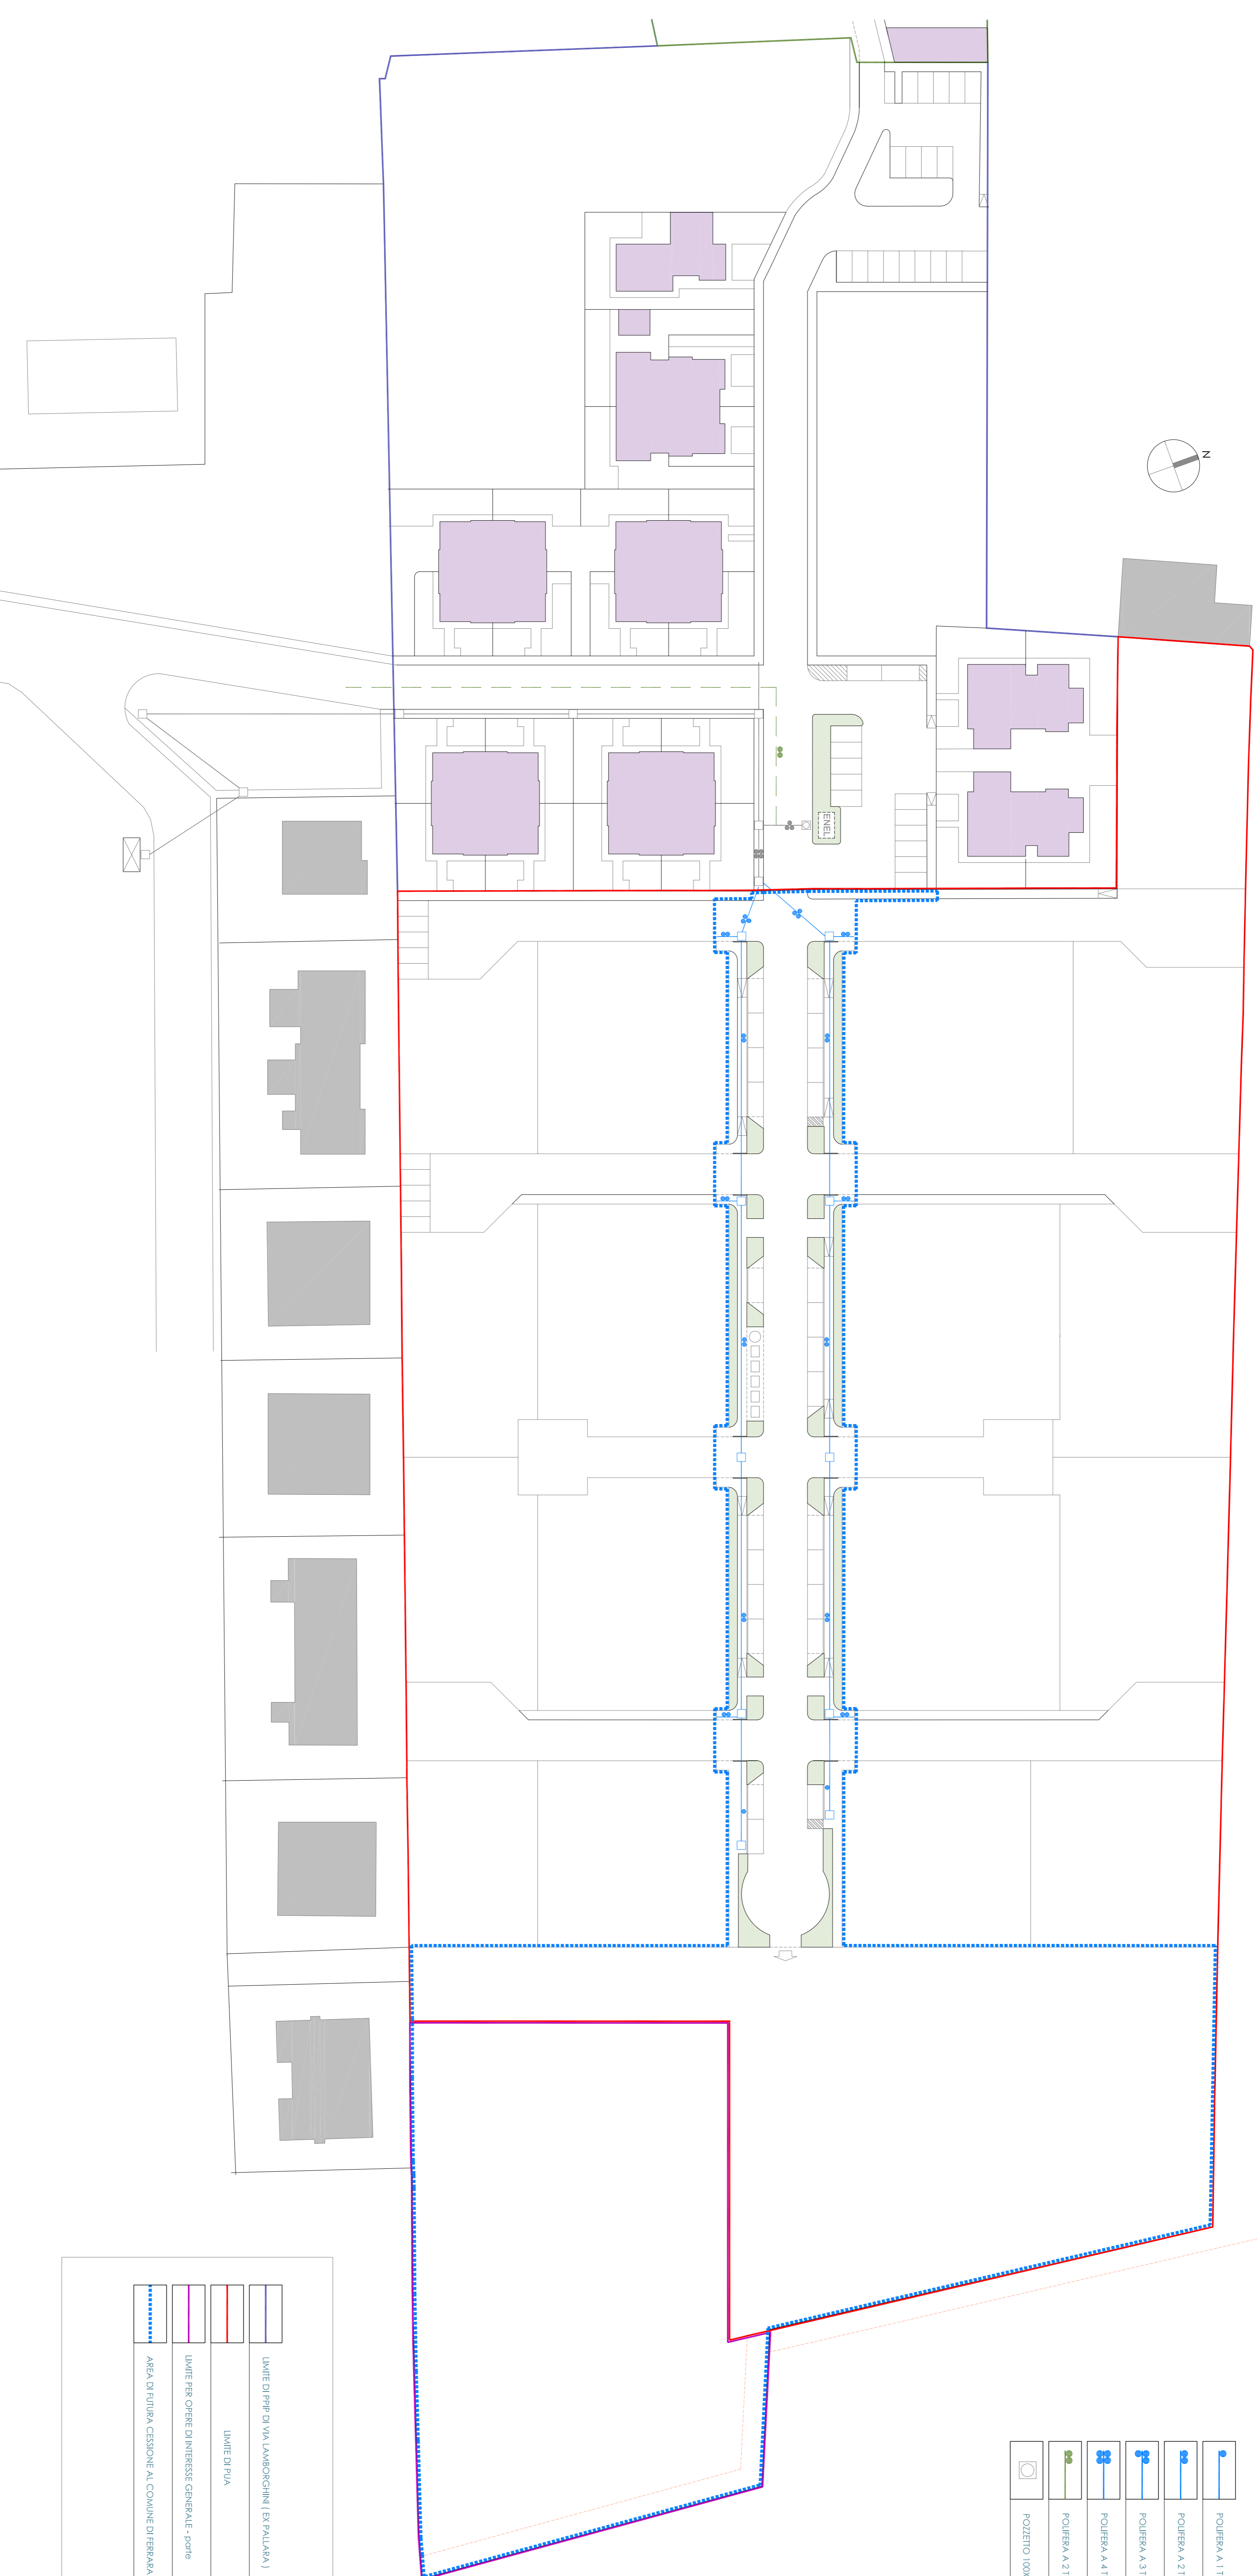 N
ENEL
LIMITE DI PPIP DI VIA LAMBORGHINI ( EX PALLARA )
LIMITE DI PUA
LIMITE PER OPERE DI INTERESSE GENERALE - parte
AREA DI FUTURA CESSIONE AL COMUNE DI FERRARA
POLIFERA A 1 T
POLIFERA A 2 T
POLIFERA A 3 T
POLIFERA A 4 T
POLIFERA A 2 T
POZZETTO 100X